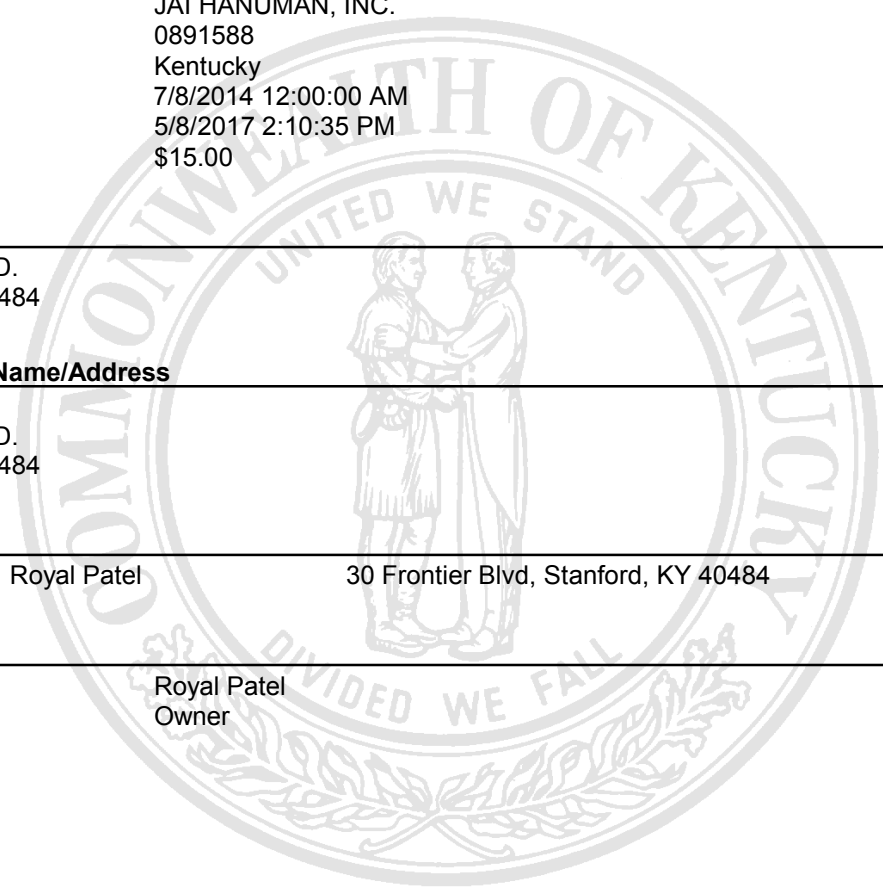 JAI HANUMAN, INC.
0891588
Kentucky
7/8/2014 12:00:00 AM
5/8/2017 2:10:35 PM
$15.00
D.
484
Name/Address
D.
484
Royal Patel 30 Frontier Blvd, Stanford, KY 40484
Royal Patel
Owner
COMMONWEALTH OF KENTUCKY
UNITED WE STAND
DIVIDED WE FALL